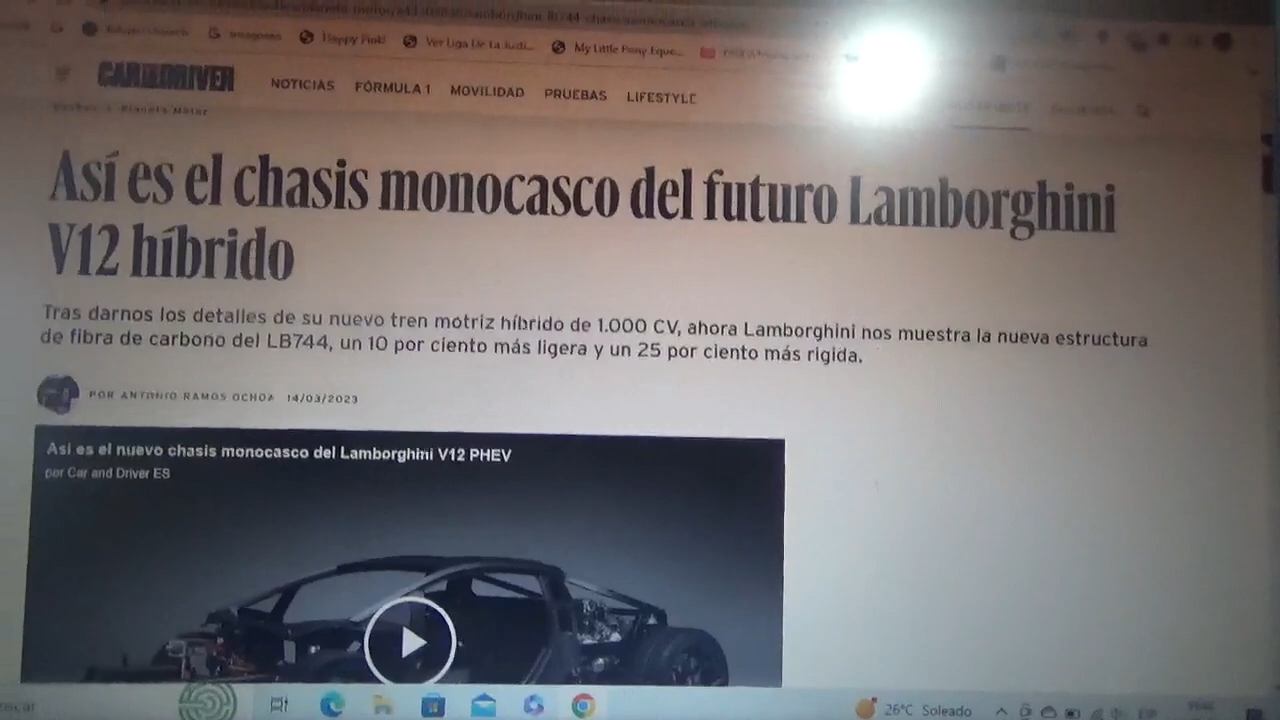 Happy Pinki
Ver Liga De La Justi...
My Little Pony Eque...
CAR AND DRIVER
NOTICIAS FÓRMULA 1 MOVILIDAD PRUEBAS LIFESTYLE
Planeta Motor
Así es el chasis monocasco del futuro Lamborghini
V12 híbrido
Tras darnos los detalles de su nuevo tren motriz híbrido de 1.000 CV, ahora Lamborghini nos muestra la nueva estructura
de fibra de carbono del LB744, un 10 por ciento más ligera y un 25 por ciento más rígida.
POR ANTONIO RAMOS OCHOA 14/03/2023
Así es el nuevo chasis monocasco del Lamborghini V12 PHEV
por Car and Driver ES
26°C Soleado